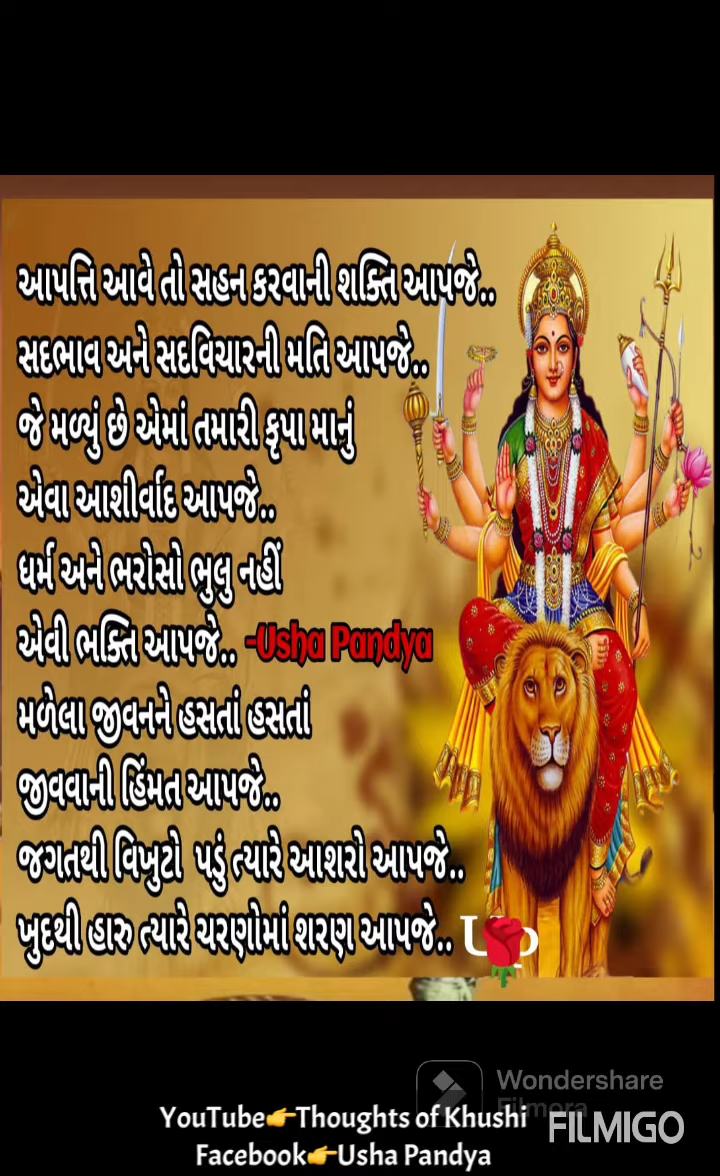 આપત્તિ આવે તો સહન કરવાની શક્તિ આપજે..
સદભાવ અને સદવિચારની મતિ આપજે..
જે મળ્યું છે એમાં તમારી કૃપા માનું
એવા આશીર્વાદ આપજે..
ધર્મ અને ભરોસો ભુલુ નહીં
એવી ભક્તિ આપજે.. -Usha Pandya
મળેલા જીવનને હસતાં હસતાં
જીવવાની હિંમત આપજે..
જગતથી વિખુટો પડું ત્યારે આશરો આપજે..
ખુદથી હારુ ત્યારે ચરણોમાં શરણ આપજે.. Up
Wondershare
Filmora
YouTube👉Thoughts of Khushi
FILMIGO
Facebook👉Usha Pandya